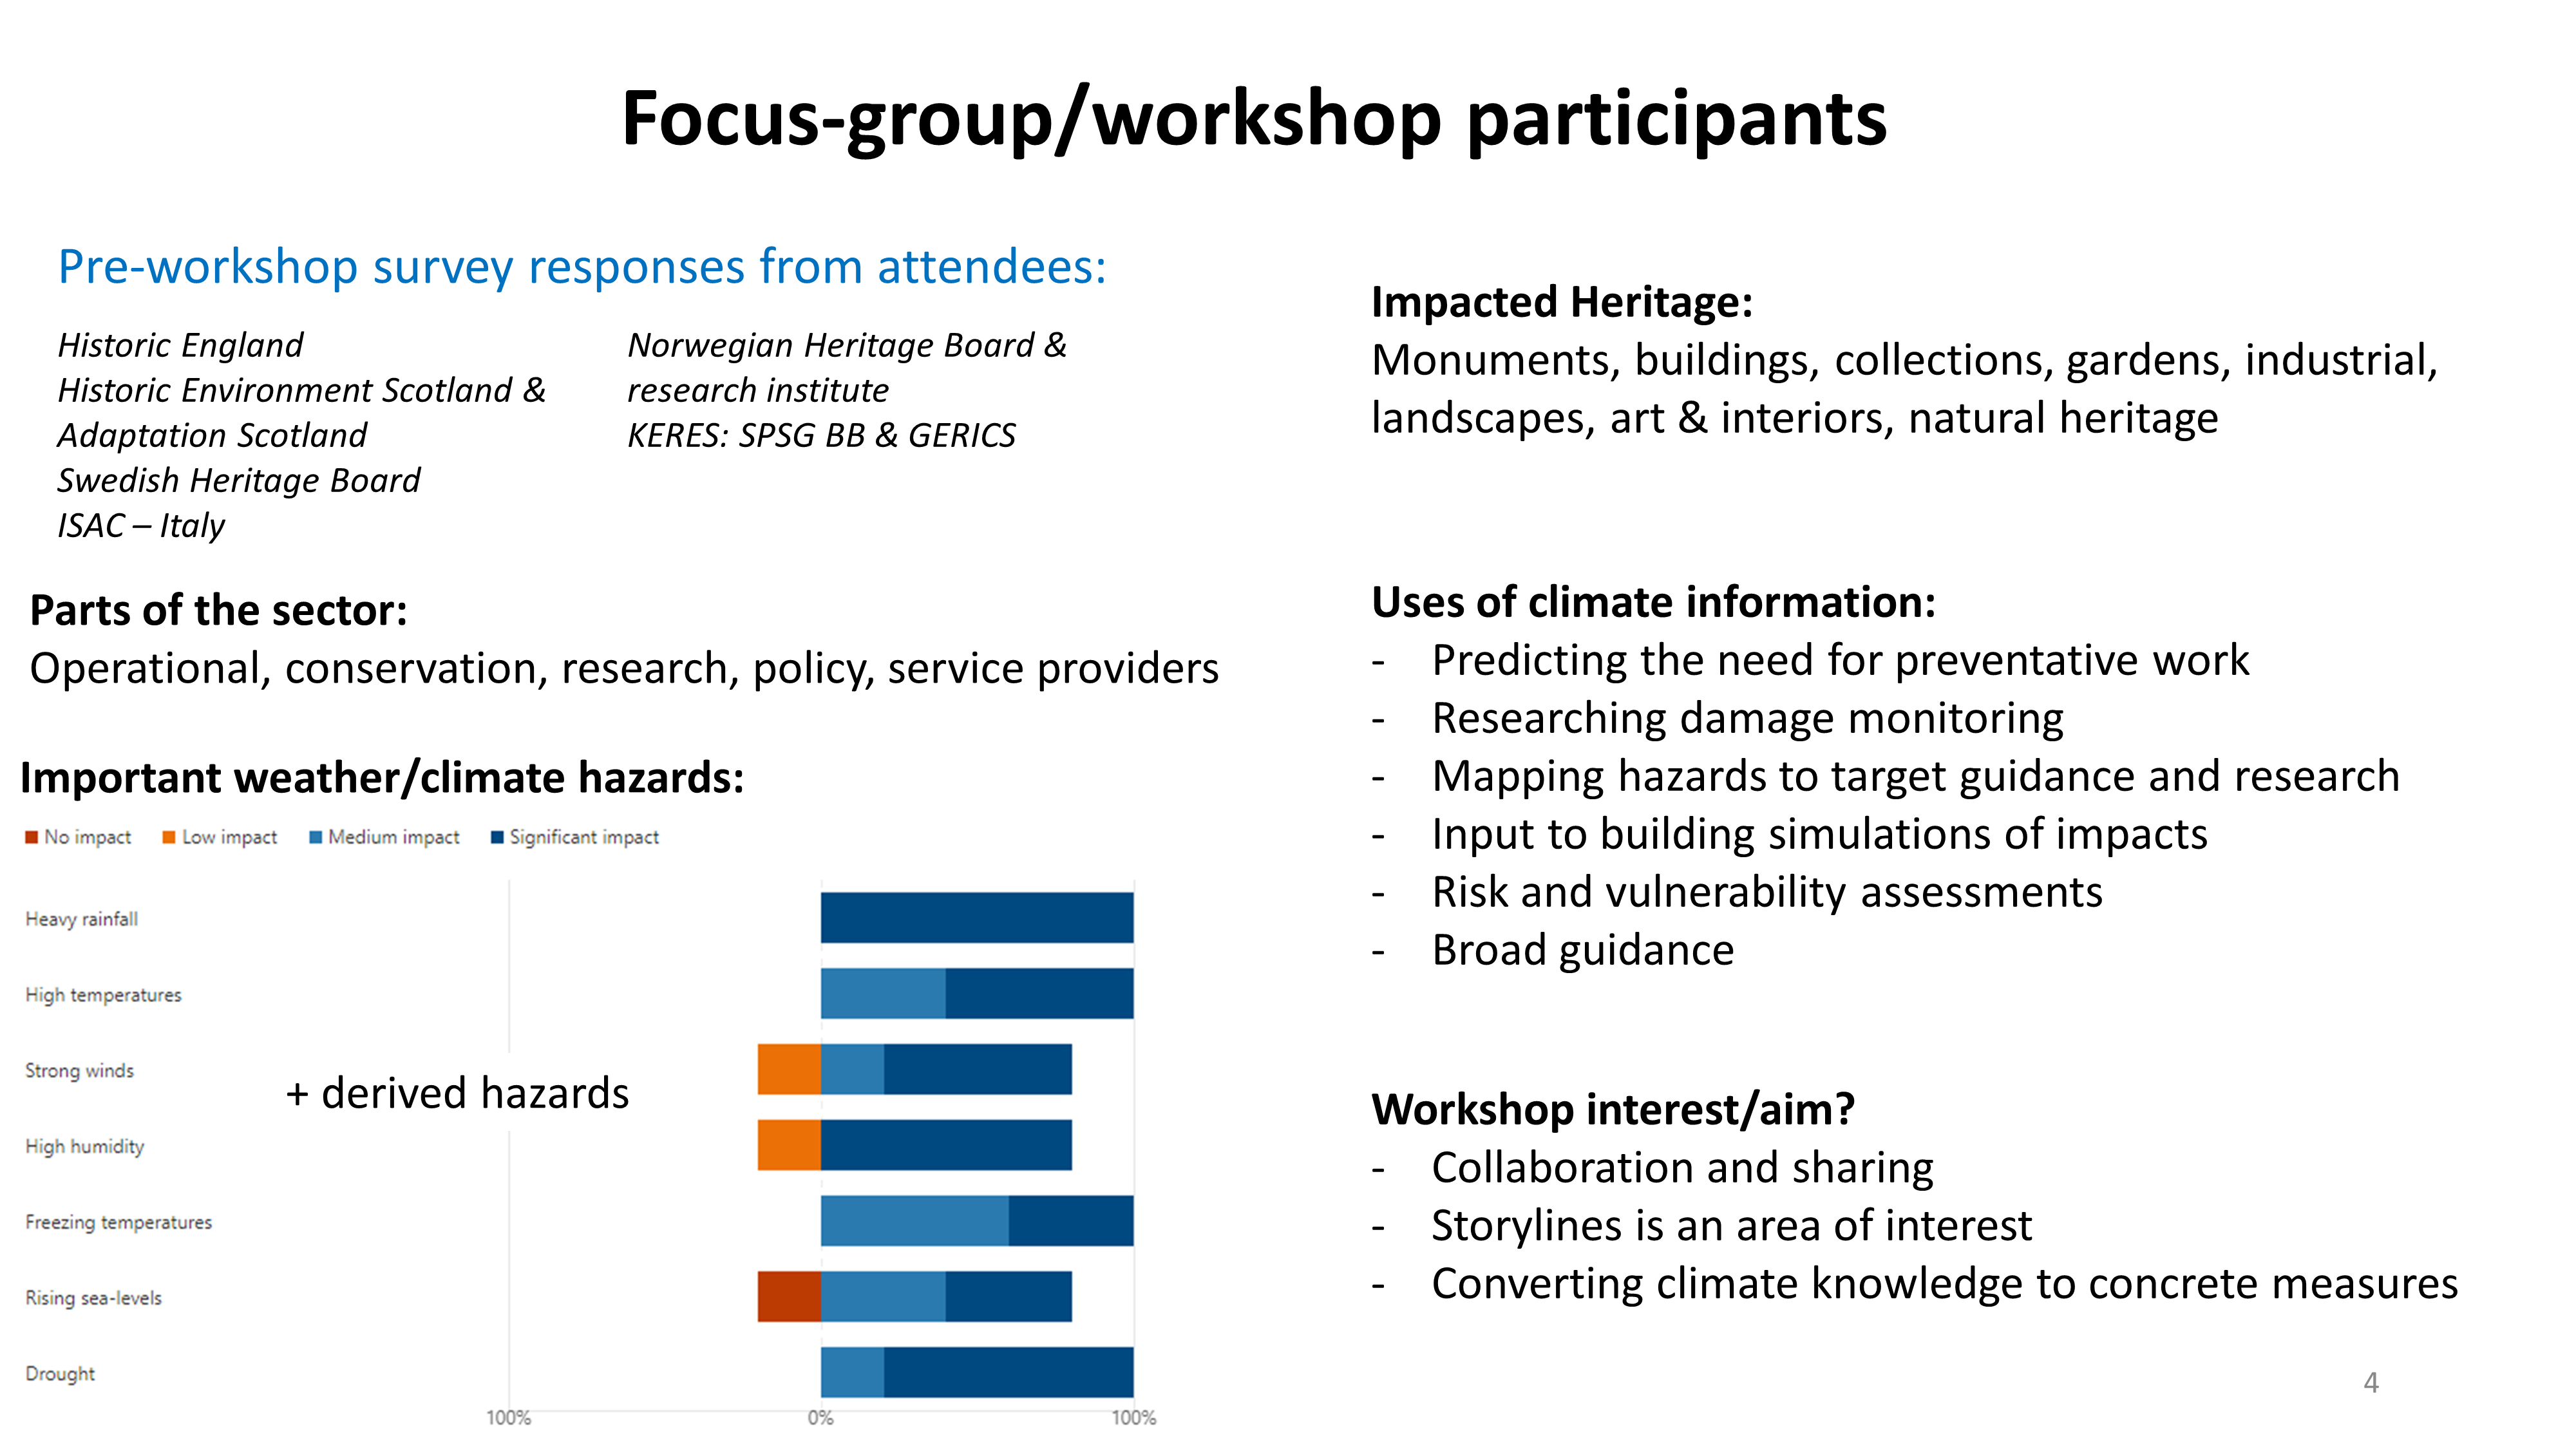 Focus-group/workshop participants
Pre-workshop survey responses from attendees:
Historic England
Historic Environment Scotland &
Adaptation Scotland
Swedish Heritage Board
ISAC – Italy
Norwegian Heritage Board &
research institute
KERES: SPSG BB & GERICS
Parts of the sector:
Operational, conservation, research, policy, service providers
Important weather/climate hazards:
No impact Low impact Medium impact Significant impact
Heavy rainfall
High temperatures
Strong winds
+ derived hazards
High humidity
Freezing temperatures
Rising sea-levels
Drought
100% 0% 100%
Impacted Heritage:
Monuments, buildings, collections, gardens, industrial,
landscapes, art & interiors, natural heritage
Uses of climate information:
- Predicting the need for preventative work
- Researching damage monitoring
- Mapping hazards to target guidance and research
- Input to building simulations of impacts
- Risk and vulnerability assessments
- Broad guidance
Workshop interest/aim?
- Collaboration and sharing
- Storylines is an area of interest
- Converting climate knowledge to concrete measures
4